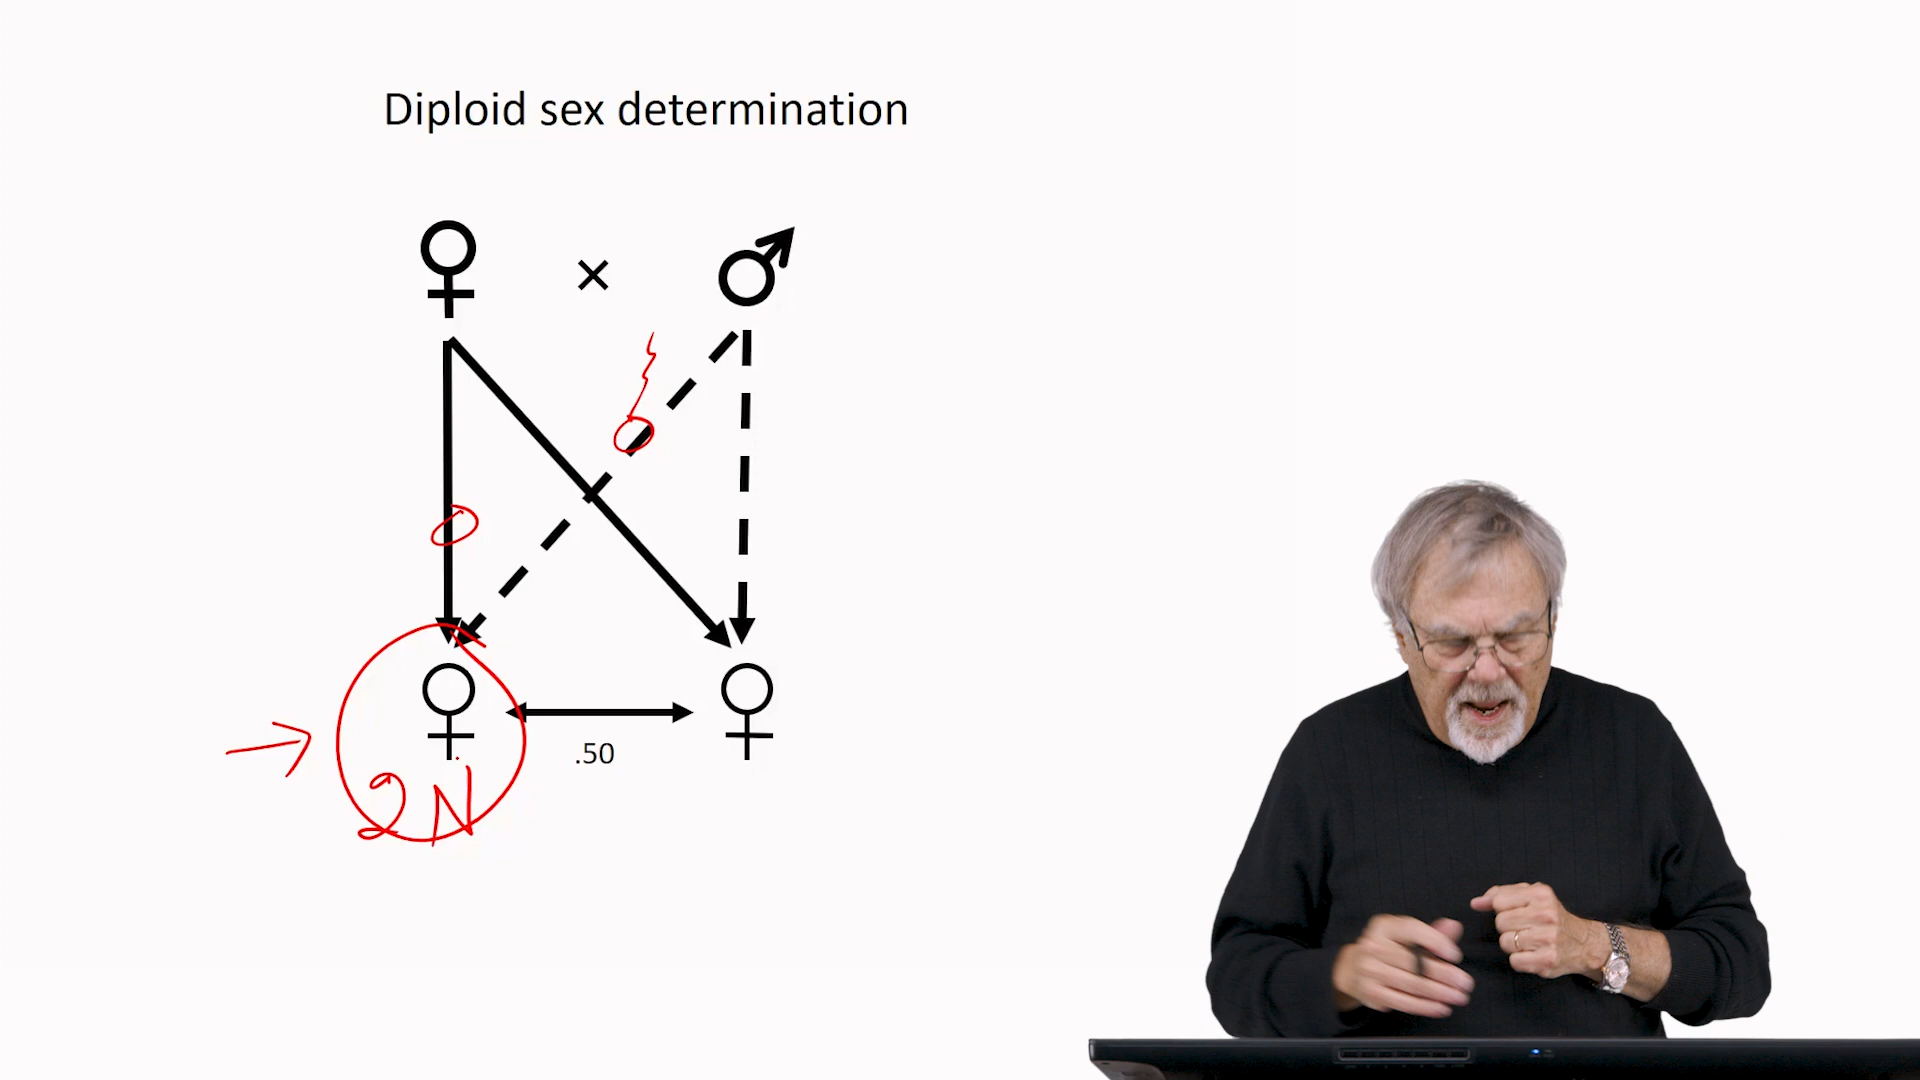 Diploid sex determination
♀ × ♂
♀ ♀
.50
2N